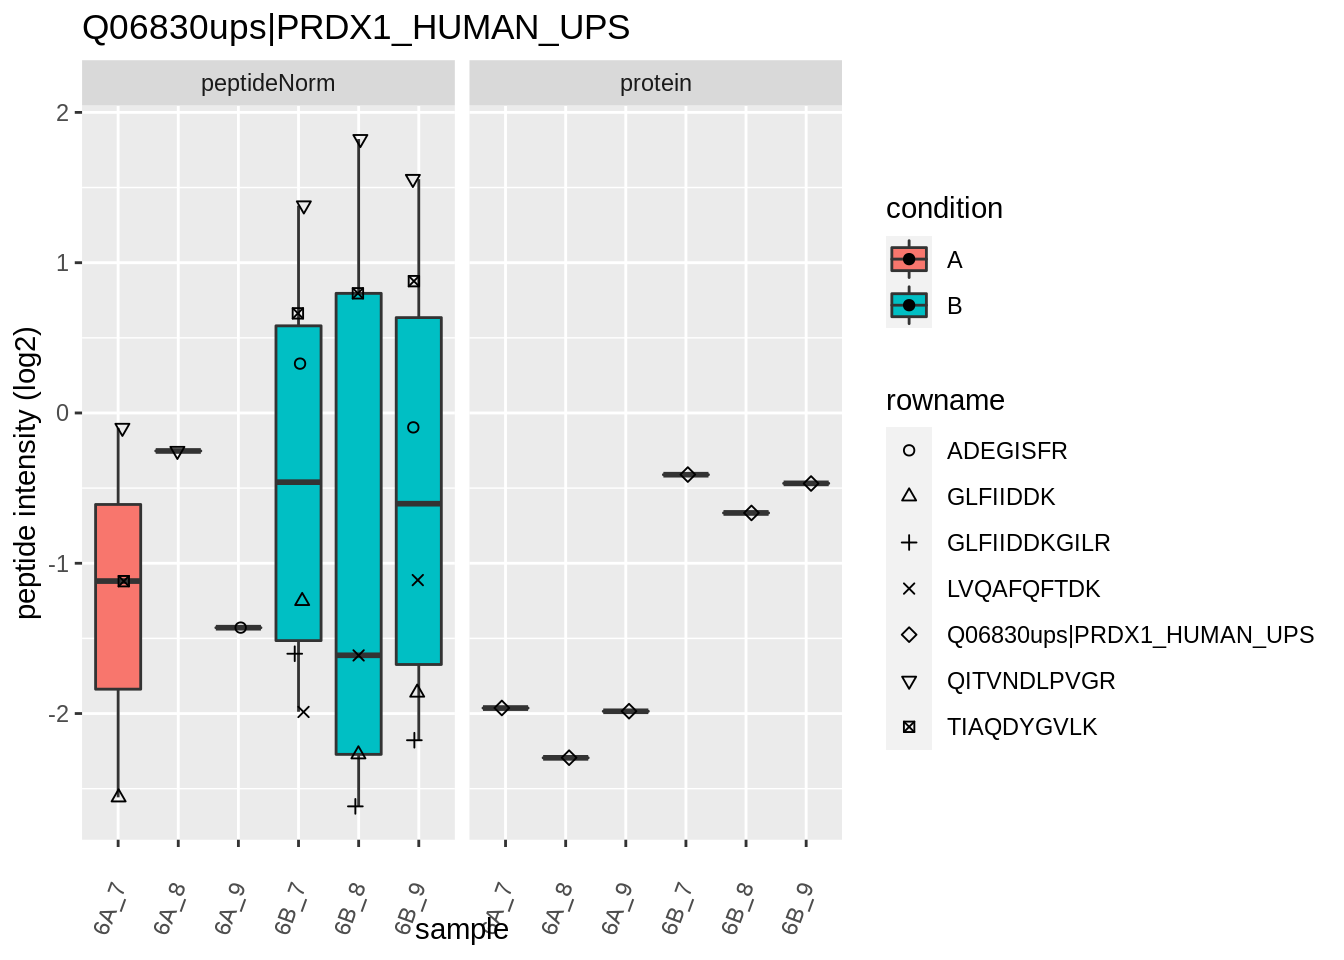 Q06830ups|PRDX1_HUMAN_UPS
peptideNorm
protein
peptide intensity (log2)
2
1
0
-1
-2
6A_7
6A_8
6A_9
6B_7
6B_8
6B_9
6A_7
6A_8
6A_9
6B_7
6B_8
6B_9
sample
condition
A
B
rowname
ADEGISFR
GLFIIDDK
GLFIIDDKGILR
LVQAFQFTDK
Q06830ups|PRDX1_HUMAN_UPS
QITVNDLPVGR
TIAQDYGVLK